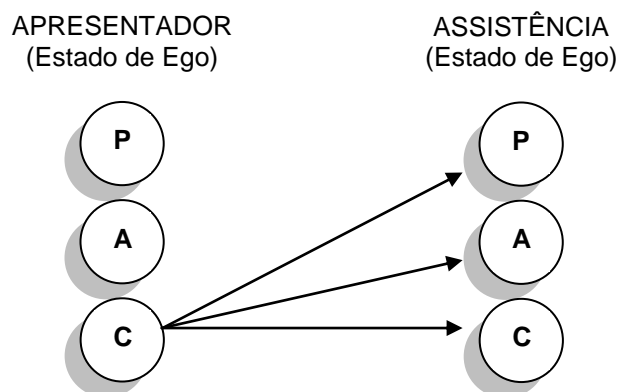 APRESENTADOR
(Estado de Ego)
ASSISTÊNCIA
(Estado de Ego)
P
P
A
A
C
C